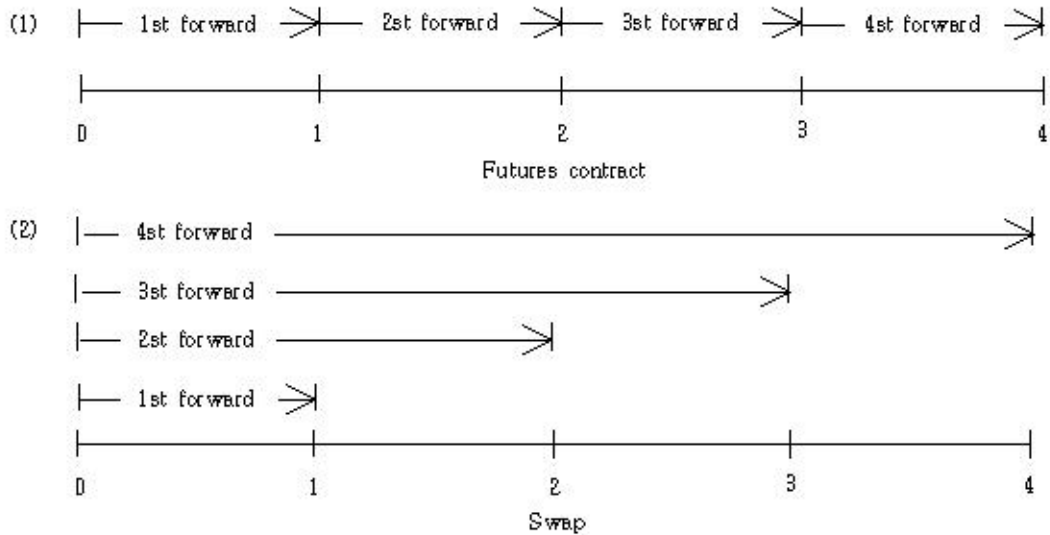 (1) 1st forward 2st forward 3st forward 4st forward
0 1 2 3 4
Futures contract
(2) 4st forward
3st forward
2st forward
1st forward
0 1 2 3 4
Swap